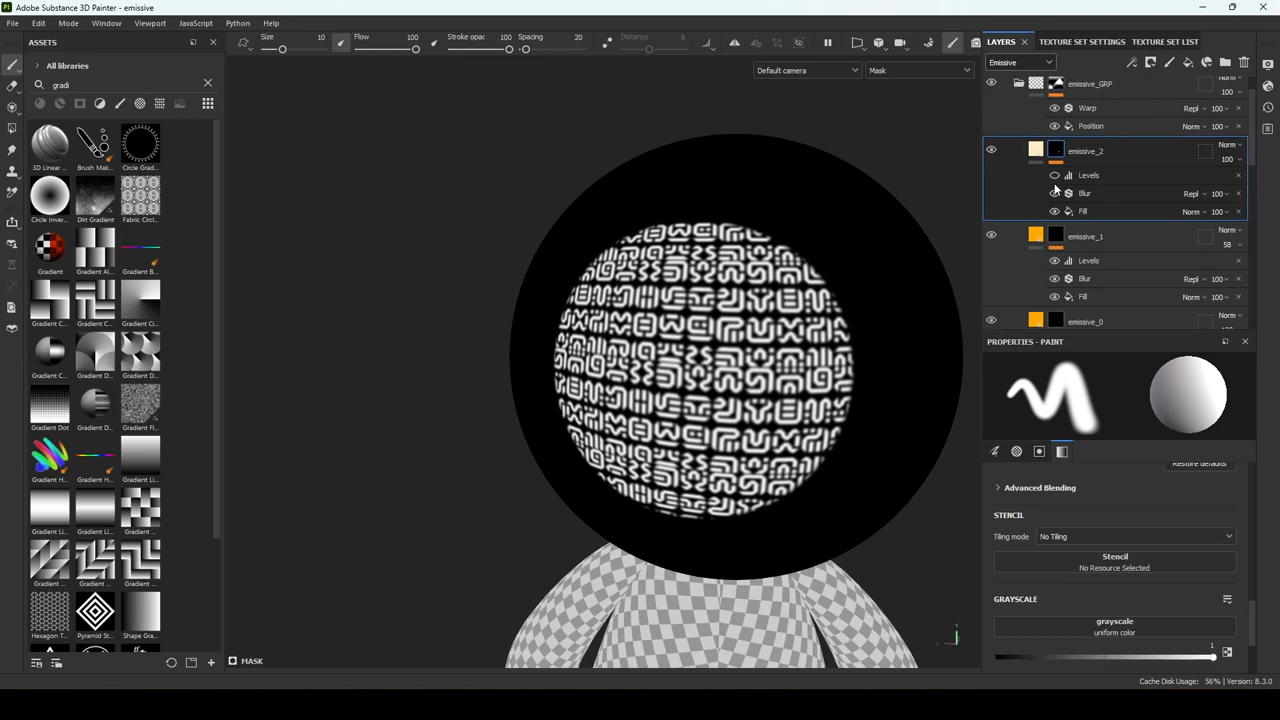 Adobe Substance 3D Painter - emissive
File Edit Mode Window Viewport JavaScript Python Help
ASSETS
Size 10 Flow 100 Stroke opac 100 Spacing 20 Distance 8
LAYERS TEXTURE SET SETTINGS TEXTURE SET LIST
All libraries
gradi
Default camera Mask
Emissive
emissive_GRP Norm 100
Warp Repl 100
Position Norm 100
emissive_2 Norm 100
Levels
Blur Repl 100
Fill Norm 100
emissive_1 Norm 58
Levels
Blur Repl 100
Fill Norm 100
emissive_0 Norm
3D Linear ... Brush Mak... Circle Grad...
Circle Inver... Dirt Gradient Fabric Circl...
Gradient Gradient Al... Gradient B...
Gradient C... Gradient C... Gradient Ci...
Gradient C... Gradient D... Gradient D...
Gradient Dot Gradient D... Gradient Fl...
Gradient H... Gradient H... Gradient Li...
Gradient Li... Gradient Li... Gradient ...
Gradient ... Gradient ... Gradient ...
Hexagon T... Pyramid St... Shape Gra...
PROPERTIES - PAINT
Restore defaults
Advanced Blending
STENCIL
Tiling mode No Tiling
Stencil
No Resource Selected
GRAYSCALE
grayscale
uniform color
1
MASK
Y
Cache Disk Usage: 56% | Version: 8.3.0